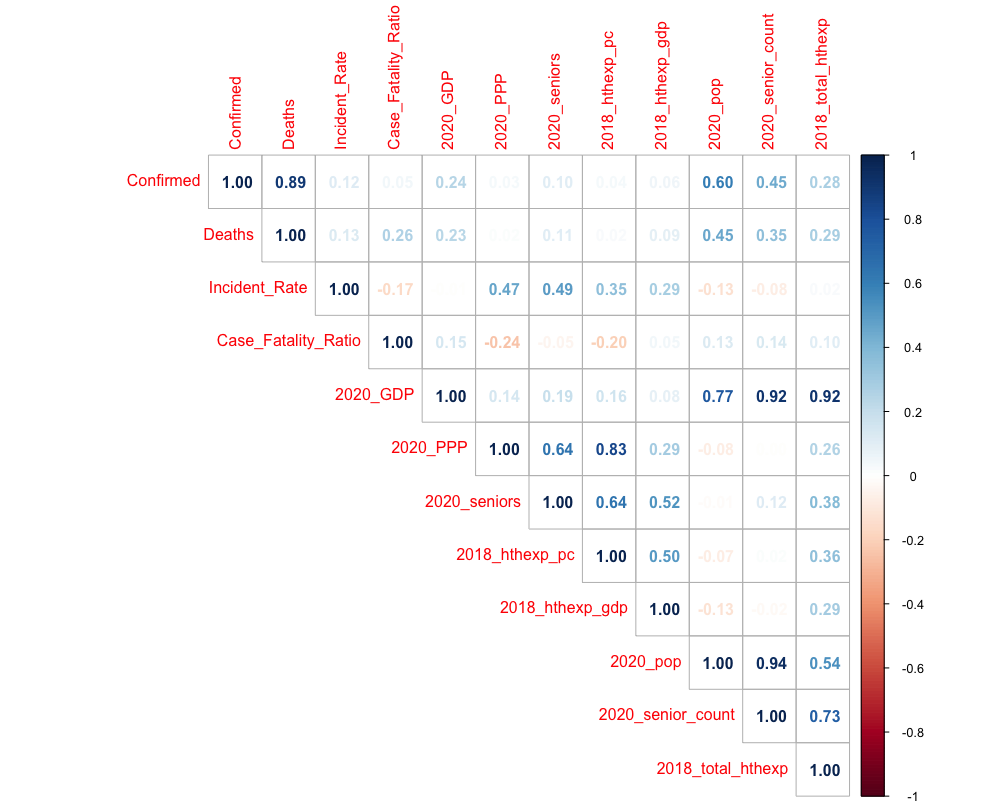 Confirmed
Deaths
Incident_Rate
Case_Fatality_Ratio
2020_GDP
2020_PPP
2020_seniors
2018_hthexp_pc
2018_hthexp_gdp
2020_pop
2020_senior_count
2018_total_hthexp
Confirmed 1.00 0.89 0.12 0.05 0.24 0.03 0.10 0.04 0.06 0.60 0.45 0.28
Deaths 1.00 0.13 0.26 0.23 0.11 0.02 0.09 0.45 0.35 0.29
Incident_Rate 1.00 -0.17 0.47 0.49 0.35 0.29 -0.13 -0.08 0.02
Case_Fatality_Ratio 1.00 0.15 -0.24 -0.05 -0.20 0.05 0.13 0.14 0.10
2020_GDP 1.00 0.14 0.19 0.16 0.08 0.77 0.92 0.92
2020_PPP 1.00 0.64 0.83 0.29 -0.08 0.26
2020_seniors 1.00 0.64 0.52 0.12 0.38
2018_hthexp_pc 1.00 0.50 -0.07 0.36
2018_hthexp_gdp 1.00 -0.13 -0.02 0.29
2020_pop 1.00 0.94 0.54
2020_senior_count 1.00 0.73
2018_total_hthexp 1.00
1
0.8
0.6
0.4
0.2
0
-0.2
-0.4
-0.6
-0.8
-1